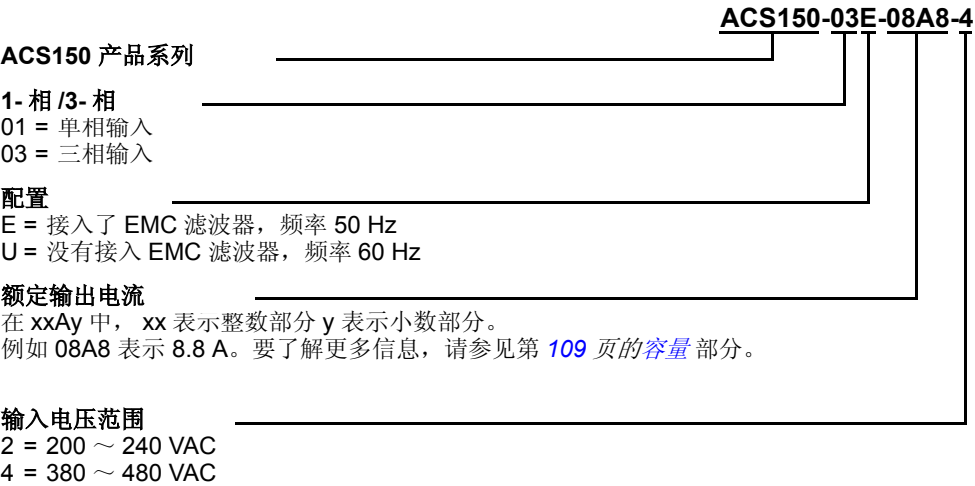 ACS150-03E-08A8-4
ACS150 产品系列
1- 相 /3- 相
01 = 单相输入
03 = 三相输入
配置
E = 接入了 EMC 滤波器，频率 50 Hz
U = 没有接入 EMC 滤波器，频率 60 Hz
额定输出电流
在 xxAy 中， xx 表示整数部分 y 表示小数部分。
例如 08A8 表示 8.8 A。要了解更多信息，请参见第 109 页的容量 部分。
输入电压范围
2 = 200 ～ 240 VAC
4 = 380 ～ 480 VAC